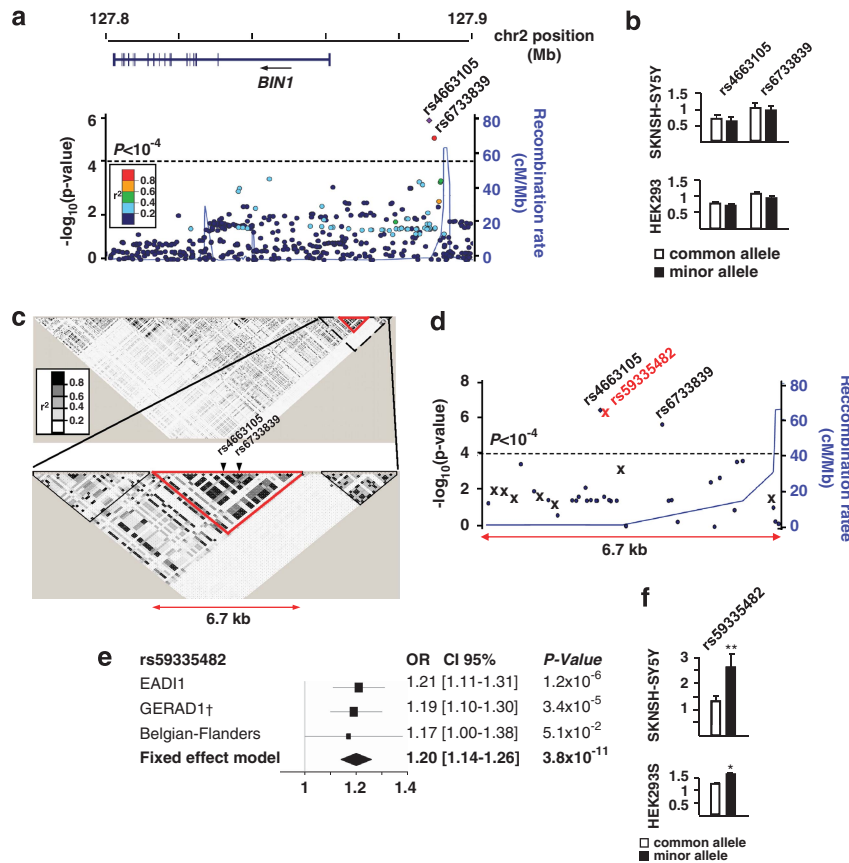 a
127.8
127.9
chr2 position
(Mb)
BIN1
rs4663105
rs6733839
P<10⁻⁴
-log₁₀(p-value)
6
4
2
0
r²
0.8
0.6
0.4
0.2
80
60
40
20
0
Recombination rate
(cM/Mb)
b
rs4663105
rs6733839
SKNSH-SY5Y
1.5
1
0.5
HEK293
1.5
1
0.5
common allele
minor allele
c
r²
0.8
0.6
0.4
0.2
rs4663105
rs6733839
6.7 kb
d
rs4663105
rs59335482
rs6733839
P<10⁻⁴
-log₁₀(p-value)
8
6
4
2
0
x
x
x
x
x
x
x
x
80
60
40
20
0
Reccombination ratee
(cM/Mb)
6.7 kb
e
rs59335482 OR CI 95% P-Value
EADI1 1.21 [1.11-1.31] 1.2x10⁻⁶
GERAD1† 1.19 [1.10-1.30] 3.4x10⁻⁵
Belgian-Flanders 1.17 [1.00-1.38] 5.1x10⁻²
Fixed effect model 1.20 [1.14-1.26] 3.8x10⁻¹¹
1 1.2 1.4
f
rs59335482
SKNSH-SY5Y
3
2
1
**
HEK293S
1.5
1
0.5
*
common allele
minor allele